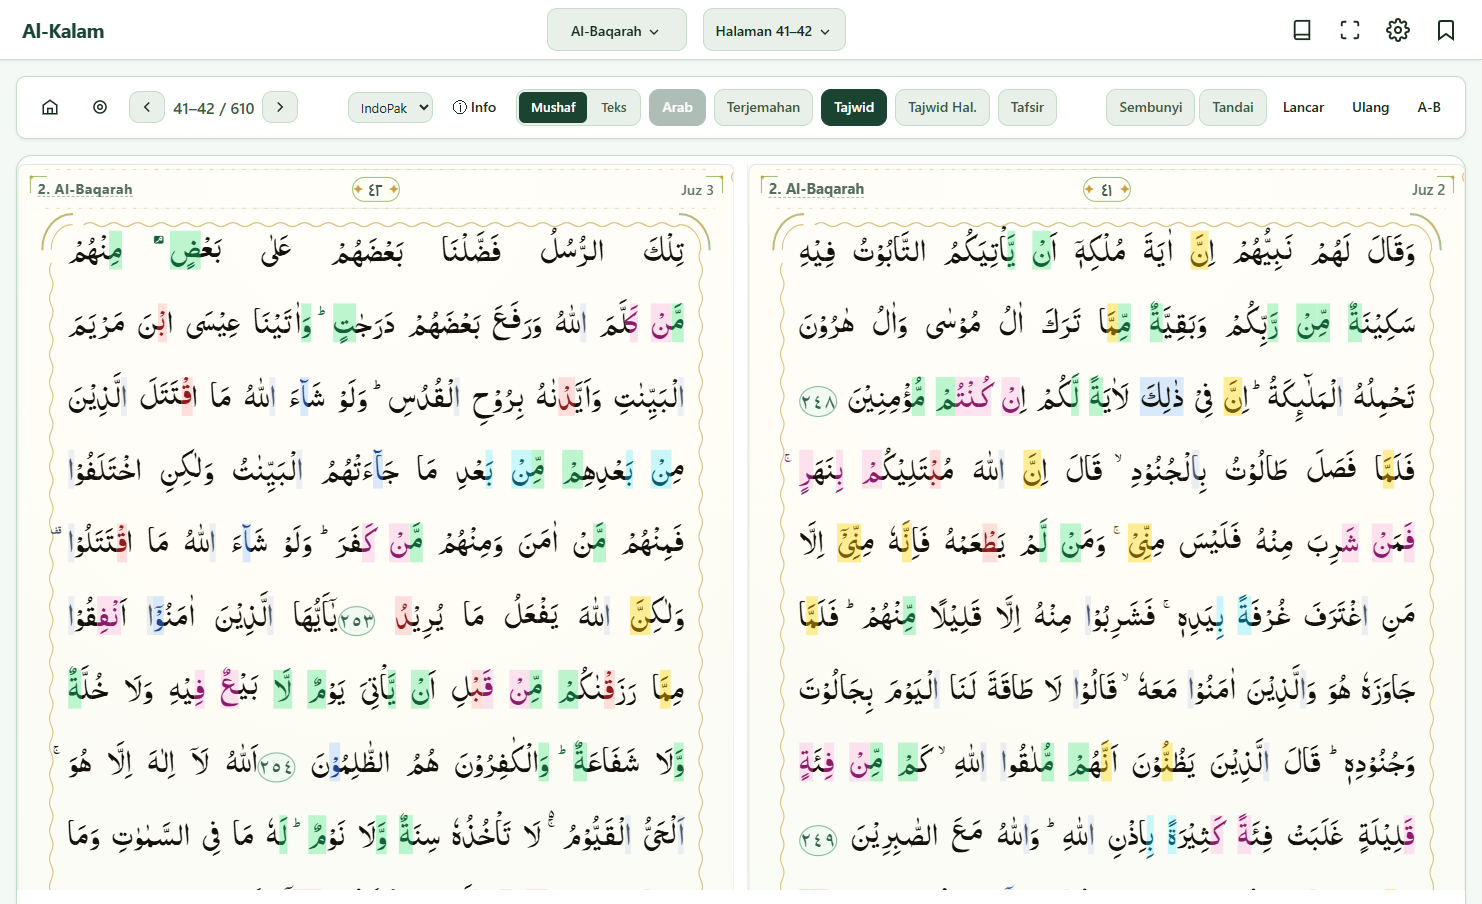 Al-Kalam
Al-Baqarah
Halaman 41–42
41–42 / 610
IndoPak
Info
Mushaf
Teks
Arab
Terjemahan
Tajwid
Tajwid Hal.
Tafsir
Sembunyi
Tandai
Lancar
Ulang
A-B
2. Al-Baqarah
٤١
Juz 2
وَقَالَ لَهُمْ نَبِيُّهُمْ اِنَّ اٰيَةَ مُلْكِهٖٓ اَنْ يَّاْتِيَكُمُ التَّابُوْتُ فِيْهِ
سَكِيْنَةٌ مِّنْ رَّبِّكُمْ وَبَقِيَّةٌ مِّمَّا تَرَكَ اٰلُ مُوْسٰى وَاٰلُ هٰرُوْنَ
تَحْمِلُهُ الْمَلٰٓىِٕكَةُ ؕ اِنَّ فِيْ ذٰلِكَ لَاٰيَةً لَّكُمْ اِنْ كُنْتُمْ مُّؤْمِنِيْنَ ٢٤٨
فَلَمَّا فَصَلَ طَالُوْتُ بِالْجُنُوْدِ ۙ قَالَ اِنَّ اللّٰهَ مُبْتَلِيْكُمْ بِنَهَرٍ ۚ
فَمَنْ شَرِبَ مِنْهُ فَلَيْسَ مِنِّيْ ۚ وَمَنْ لَّمْ يَطْعَمْهُ فَاِنَّهٗ مِنِّيْٓ اِلَّا
مَنِ اغْتَرَفَ غُرْفَةً بِيَدِهٖ ۚ فَشَرِبُوْا مِنْهُ اِلَّا قَلِيْلًا مِّنْهُمْ ؕ فَلَمَّا
جَاوَزَهٗ هُوَ وَالَّذِيْنَ اٰمَنُوْا مَعَهٗ ۙ قَالُوْا لَا طَاقَةَ لَنَا الْيَوْمَ بِجَالُوْتَ
وَجُنُوْدِهٖ ؕ قَالَ الَّذِيْنَ يَظُنُّوْنَ اَنَّهُمْ مُّلٰقُوا اللّٰهِ ۙ كَمْ مِّنْ فِئَةٍ
قَلِيْلَةٍ غَلَبَتْ فِئَةً كَثِيْرَةً بِاِذْنِ اللّٰهِ ؕ وَاللّٰهُ مَعَ الصّٰبِرِيْنَ ٢٤٩
2. Al-Baqarah
٤٢
Juz 3
تِلْكَ الرُّسُلُ فَضَّلْنَا بَعْضَهُمْ عَلٰى بَعْضٍ ۘ مِنْهُمْ
مَّنْ كَلَّمَ اللّٰهُ وَرَفَعَ بَعْضَهُمْ دَرَجٰتٍ ؕ وَاٰتَيْنَا عِيْسَى ابْنَ مَرْيَمَ
الْبَيِّنٰتِ وَاَيَّدْنٰهُ بِرُوْحِ الْقُدُسِ ؕ وَلَوْ شَآءَ اللّٰهُ مَا اقْتَتَلَ الَّذِيْنَ
مِنْ بَعْدِهِمْ مِّنْ بَعْدِ مَا جَآءَتْهُمُ الْبَيِّنٰتُ وَلٰكِنِ اخْتَلَفُوْا
فَمِنْهُمْ مَّنْ اٰمَنَ وَمِنْهُمْ مَّنْ كَفَرَ ؕ وَلَوْ شَآءَ اللّٰهُ مَا اقْتَتَلُوْا ۫
وَلٰكِنَّ اللّٰهَ يَفْعَلُ مَا يُرِيْدُ ٢٥٣ يٰٓاَيُّهَا الَّذِيْنَ اٰمَنُوْٓا اَنْفِقُوْا
مِمَّا رَزَقْنٰكُمْ مِّنْ قَبْلِ اَنْ يَّاْتِيَ يَوْمٌ لَّا بَيْعٌ فِيْهِ وَلَا خُلَّةٌ
وَّلَا شَفَاعَةٌ ؕ وَالْكٰفِرُوْنَ هُمُ الظّٰلِمُوْنَ ٢٥٤ اَللّٰهُ لَآ اِلٰهَ اِلَّا هُوَ ۚ
اَلْحَيُّ الْقَيُّوْمُ ۚ۬ لَا تَاْخُذُهٗ سِنَةٌ وَّلَا نَوْمٌ ؕ لَهٗ مَا فِى السَّمٰوٰتِ وَمَا